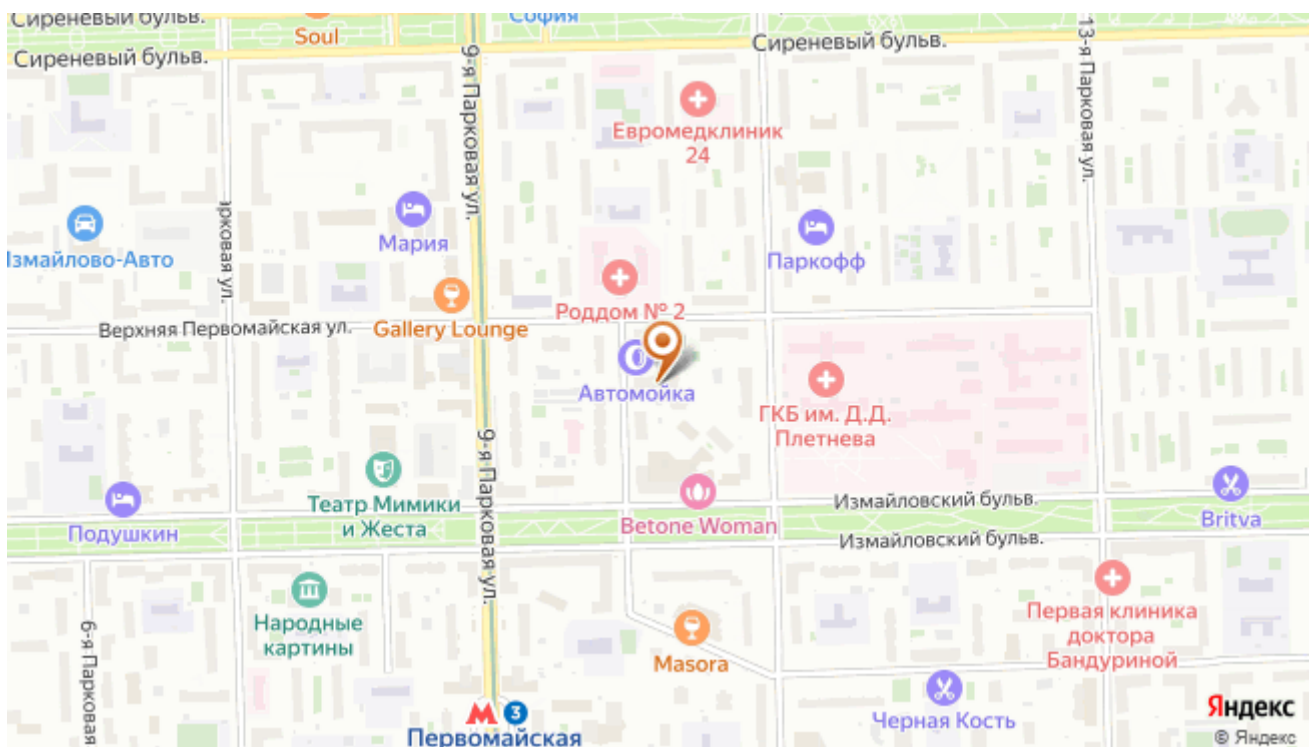 Сиреневый бульв.
Soul
София
Сиреневый бульв.
Сиреневый бульв.
9-я Парковая ул.
13-я Парковая ул.
Евромедклиник
24
Мария
Паркофф
Измайлово-Авто
арковая ул.
Роддом № 2
Верхняя Первомайская ул.
Gallery Lounge
Автомойка
ГКБ им. Д.Д.
Плетнева
9-я Парковая ул.
Театр Мимики
и Жеста
Подушкин
Betone Woman
Измайловский бульв.
Britva
Измайловский бульв.
Народные
картины
Masora
Первая клиника
доктора
Бандуриной
6-я Парковая
Черная Кость
3
Первомайская
Яндекс
© Яндекс